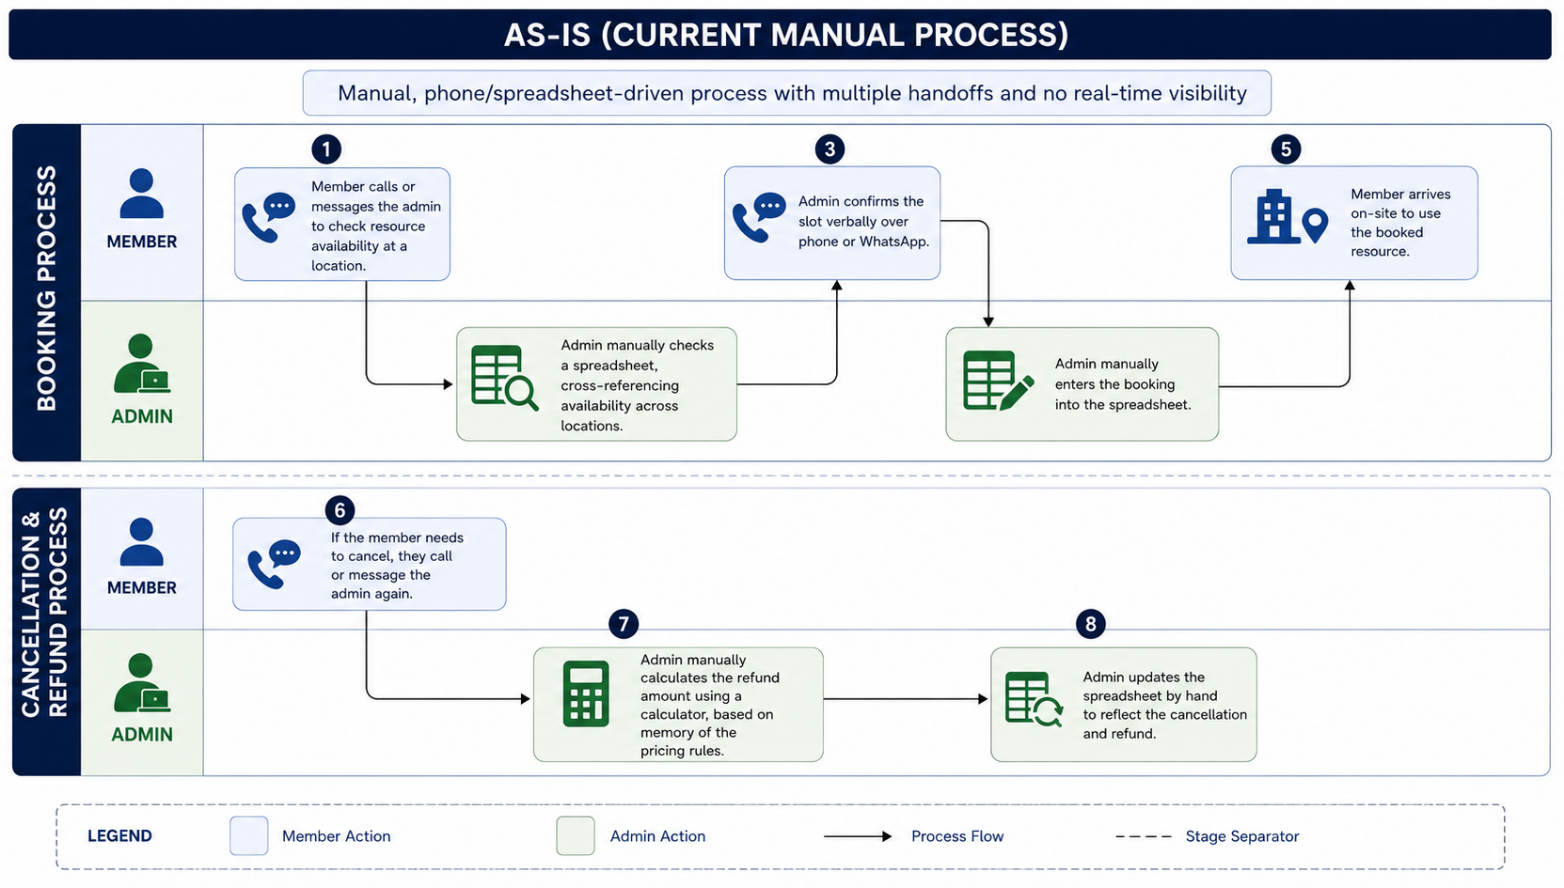 AS-IS (CURRENT MANUAL PROCESS)
Manual, phone/spreadsheet-driven process with multiple handoffs and no real-time visibility
BOOKING PROCESS
MEMBER
1
Member calls or
messages the admin
to check resource
availability at a
location.
3
Admin confirms the
slot verbally over
phone or WhatsApp.
5
Member arrives
on-site to use
the booked
resource.
ADMIN
Admin manually checks
a spreadsheet,
cross-referencing
availability across
locations.
Admin manually
enters the booking
into the spreadsheet.
CANCELLATION &
REFUND PROCESS
MEMBER
6
If the member needs
to cancel, they call
or message the
admin again.
ADMIN
7
Admin manually
calculates the refund
amount using a
calculator, based on
memory of the
pricing rules.
8
Admin updates the
spreadsheet by hand
to reflect the cancellation
and refund.
LEGEND
Member Action
Admin Action
Process Flow
Stage Separator